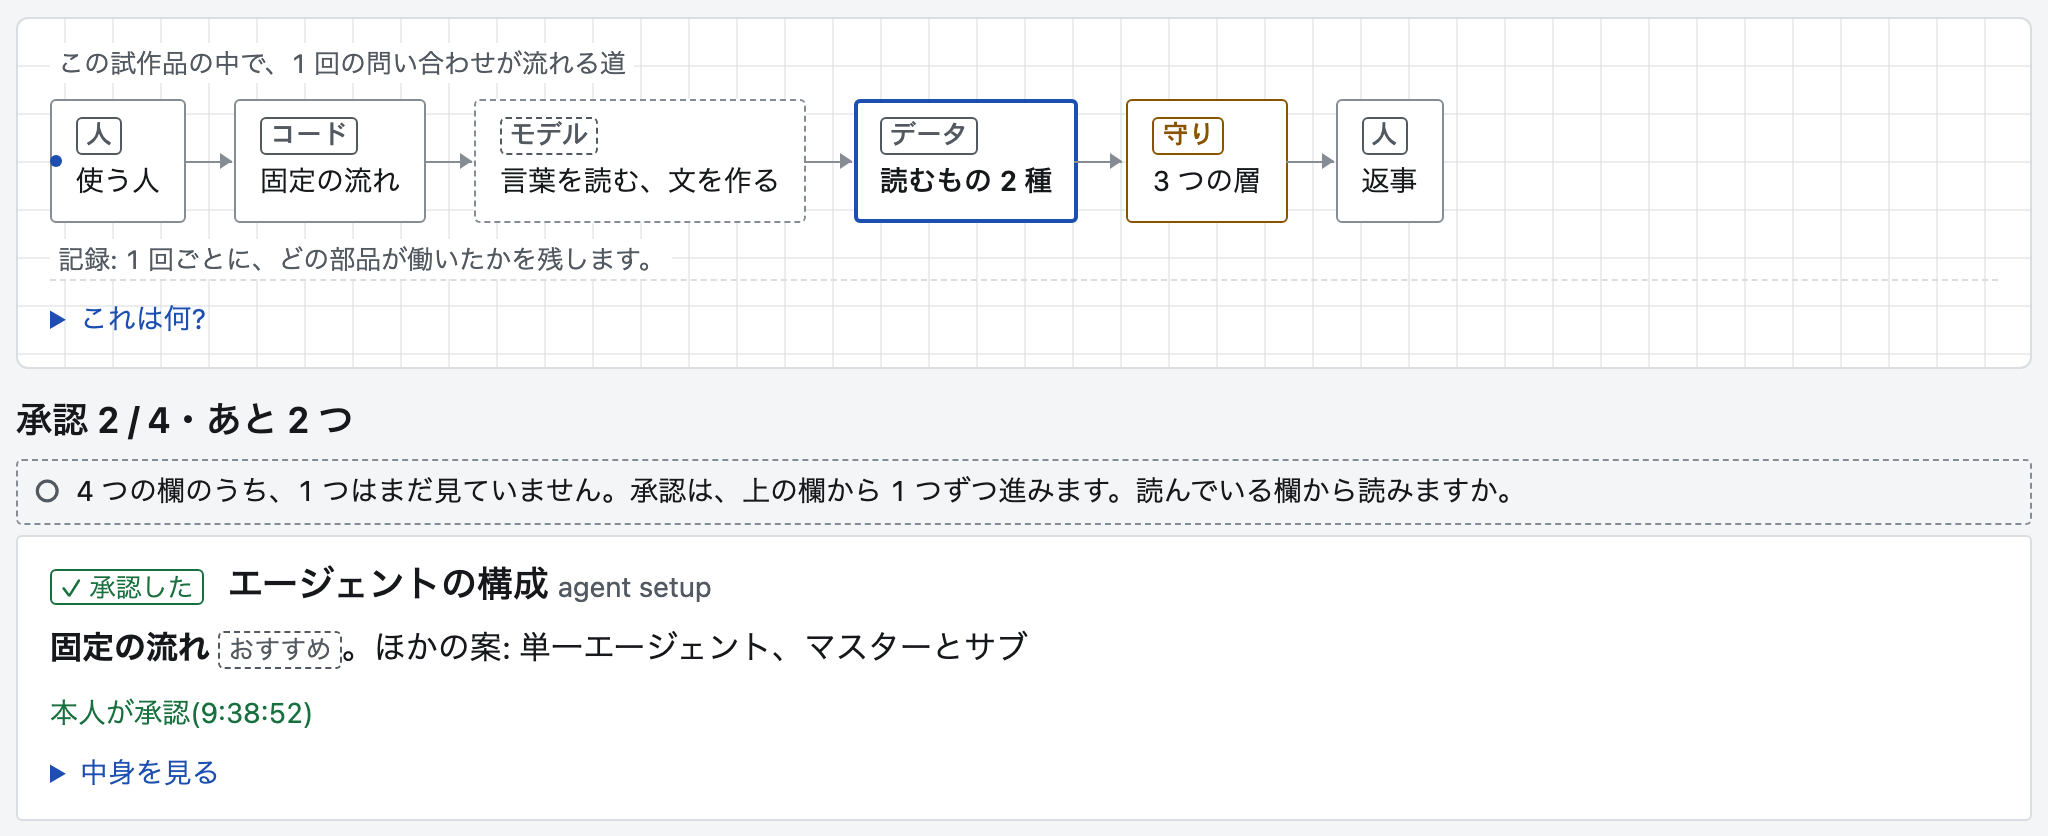 この試作品の中で、1 回の問い合わせが流れる道
人
使う人
コード
固定の流れ
モデル
言葉を読む、文を作る
データ
読むもの 2 種
守り
3 つの層
人
返事
記録: 1 回ごとに、どの部品が働いたかを残します。
▶ これは何?
承認 2 / 4・あと 2 つ
4 つの欄のうち、1 つはまだ見ていません。承認は、上の欄から 1 つずつ進みます。読んでいる欄から読みますか。
✓ 承認した エージェントの構成 agent setup
固定の流れ おすすめ。ほかの案: 単一エージェント、マスターとサブ
本人が承認(9:38:52)
▶ 中身を見る